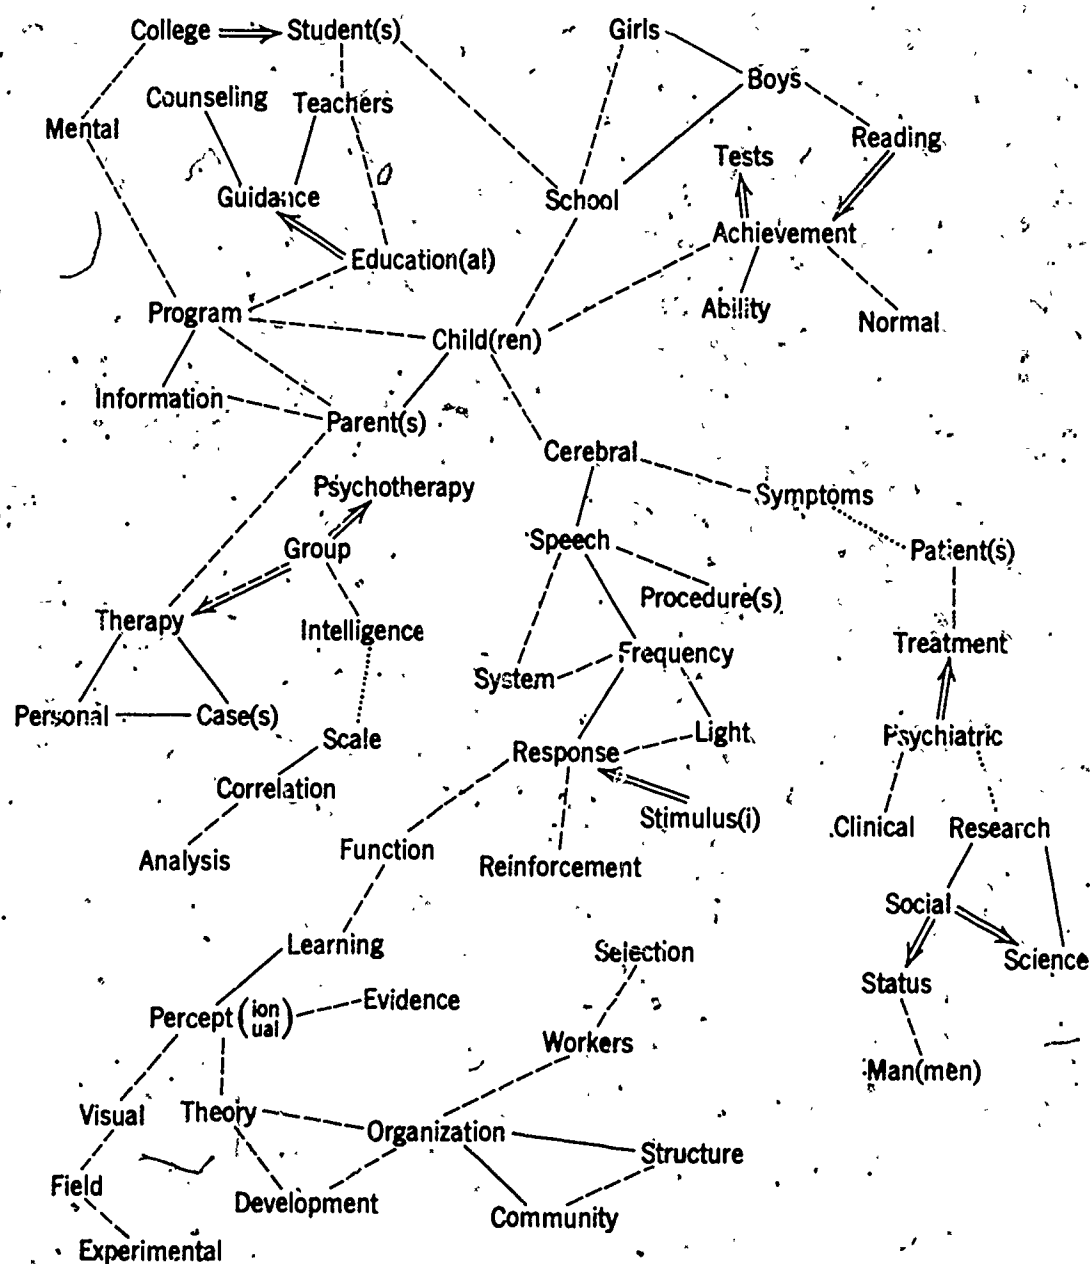 College Student(s) Girls
Boys
Counseling Teachers
Mental Reading
Tests
Guidance School
Achievement
Education(al)
Ability
Program Normal
Child(ren)
Information
Parent(s)
Cerebral
Psychotherapy Symptoms
Group Speech Patient(s)
Procedure(s)
Therapy Intelligence Treatment
Frequency
System
Personal Case(s)
Scale Response Light Psychiatric
Correlation
Stimulus(i)
Clinical Research
Analysis Function
Reinforcement
Social
Learning Selection
Science
Status
Percept (ion ual) Evidence
Workers
Man(men)
Visual Theory
Organization
Structure
Field
Development
Community
Experimental